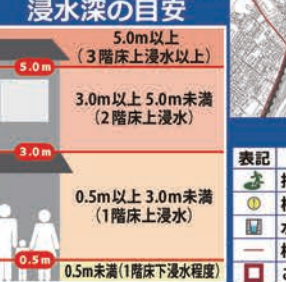 浸水深の目安
5.0m以上
(3階床上浸水以上)
5.0m
3.0m以上 5.0m未満
(2階床上浸水)
3.0m
0.5m以上 3.0m未満
(1階床上浸水)
0.5m
0.5m未満(1階床下浸水程度)
表記